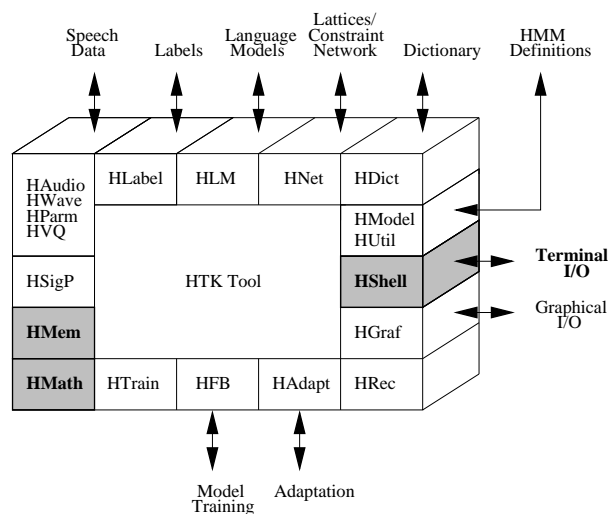 Speech
Data
Labels
Language
Models
Lattices/
Constraint
Network
Dictionary
HMM
Definitions
HAudio
HWave
HParm
HVQ
HLabel
HLM
HNet
HDict
HModel
HUtil
HSigP
HTK Tool
HShell
Terminal
I/O
HMem
HGraf
Graphical
I/O
HMath
HTrain
HFB
HAdapt
HRec
Model
Training
Adaptation